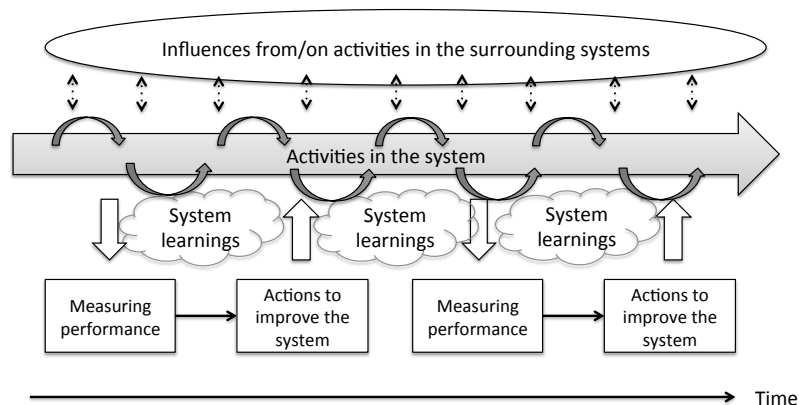 Influences from/on activities in the surrounding systems
Activities in the system
System
learnings
System
learnings
System
learnings
Measuring
performance
Actions to
improve the
system
Measuring
performance
Actions to
improve the
system
Time